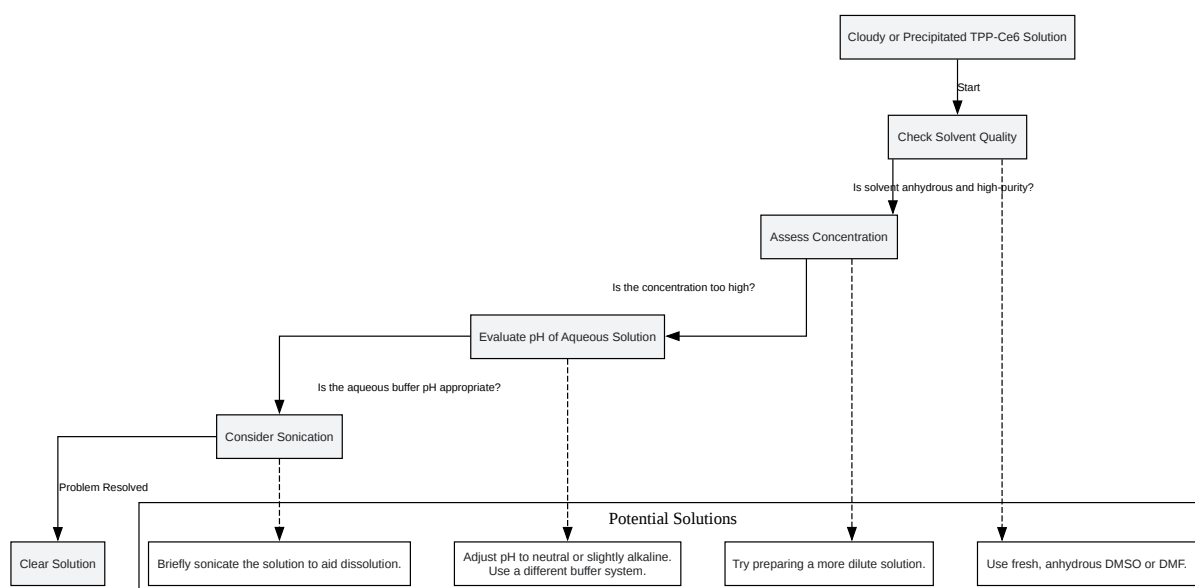 Cloudy or Precipitated TPP-Ce6 Solution
Start
Check Solvent Quality
Is solvent anhydrous and high-purity?
Assess Concentration
Is the concentration too high?
Evaluate pH of Aqueous Solution
Is the aqueous buffer pH appropriate?
Consider Sonication
Problem Resolved
Potential Solutions
Clear Solution
Briefly sonicate the solution to aid dissolution.
Adjust pH to neutral or slightly alkaline.
Use a different buffer system.
Try preparing a more dilute solution.
Use fresh, anhydrous DMSO or DMF.